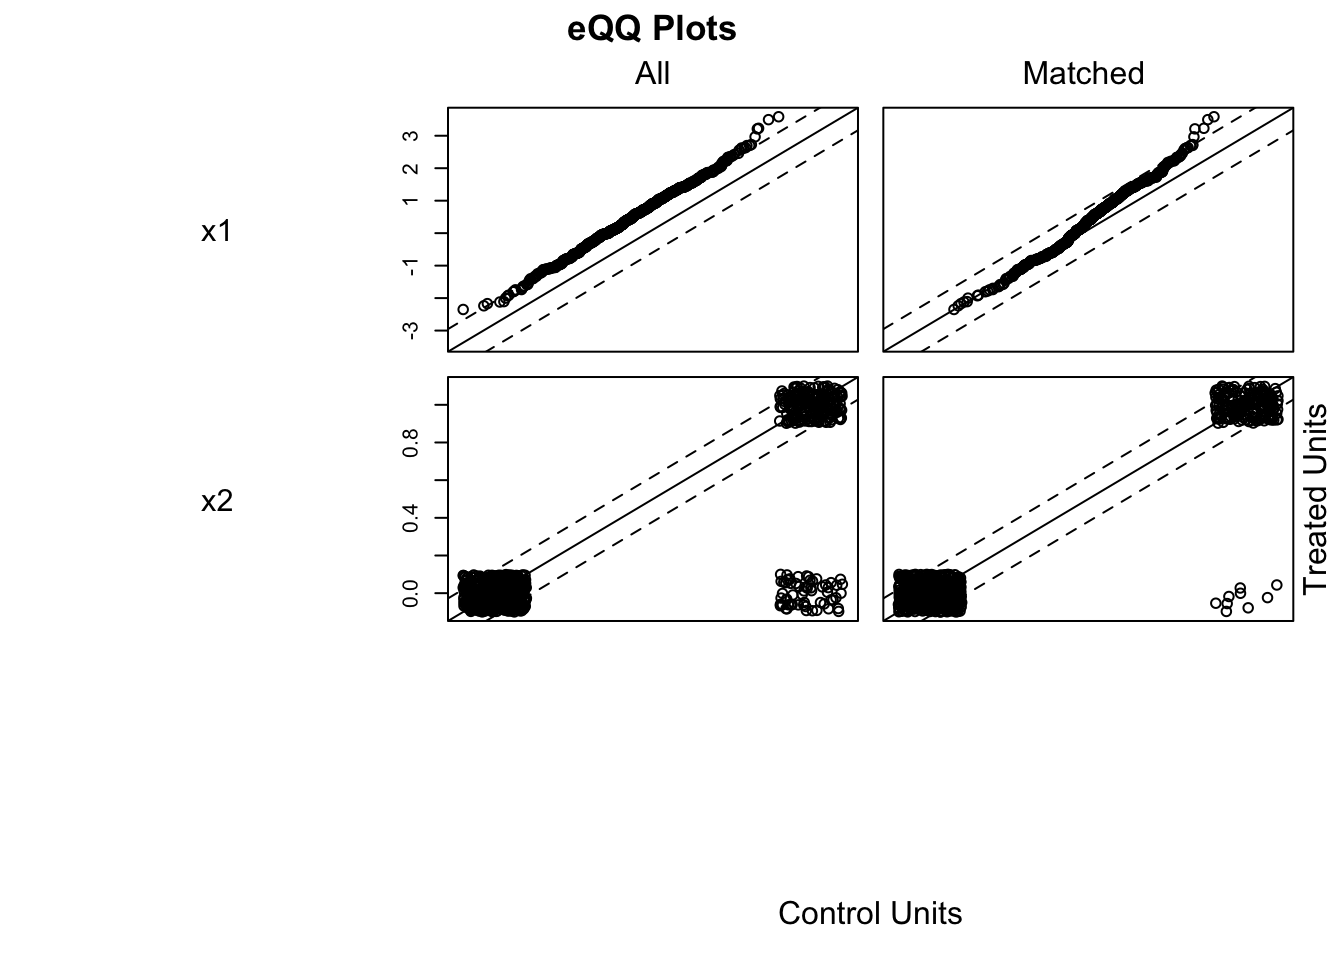 eQQ Plots
All Matched
x1
3
2
1
-1
-3
x2
0.8
0.4
0.0
Treated Units
Control Units